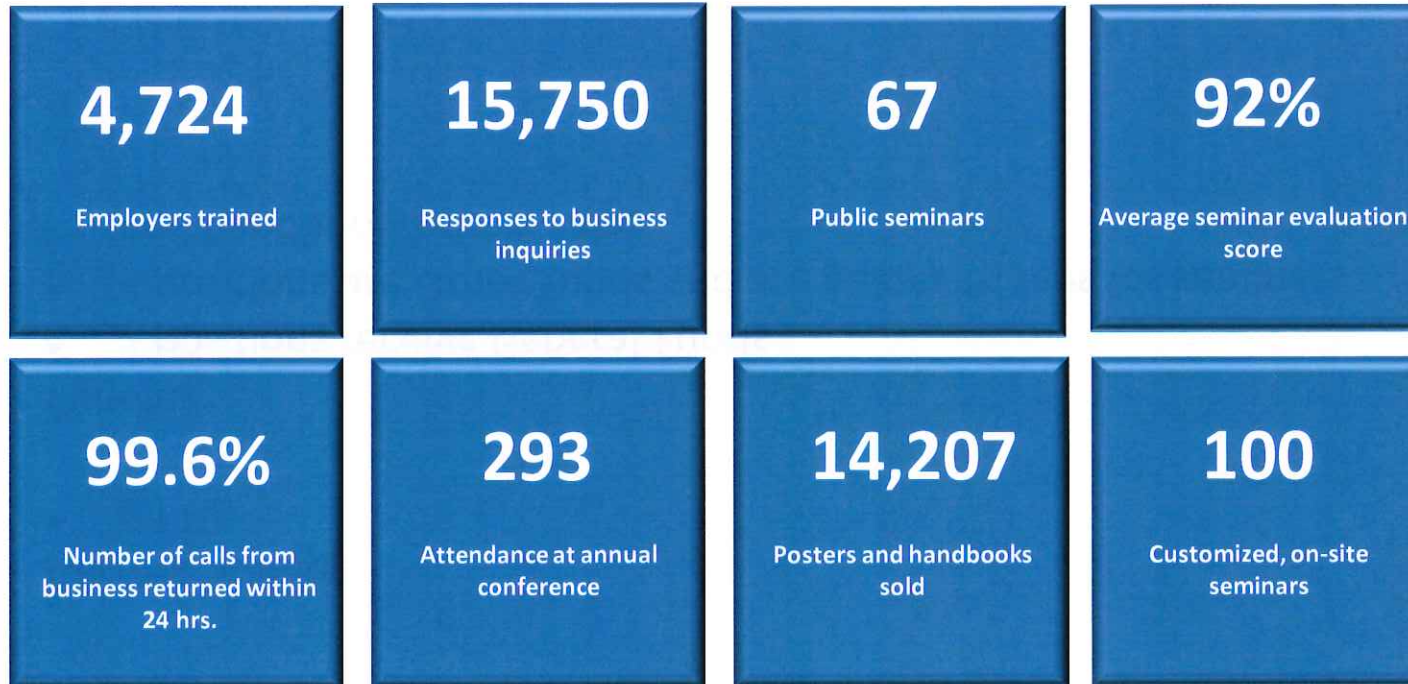 4,724
Employers trained
15,750
Responses to business
inquiries
67
Public seminars
92%
Average seminar evaluation
score
99.6%
Number of calls from
business returned within
24 hrs.
293
Attendance at annual
conference
14,207
Posters and handbooks
sold
100
Customized, on-site
seminars